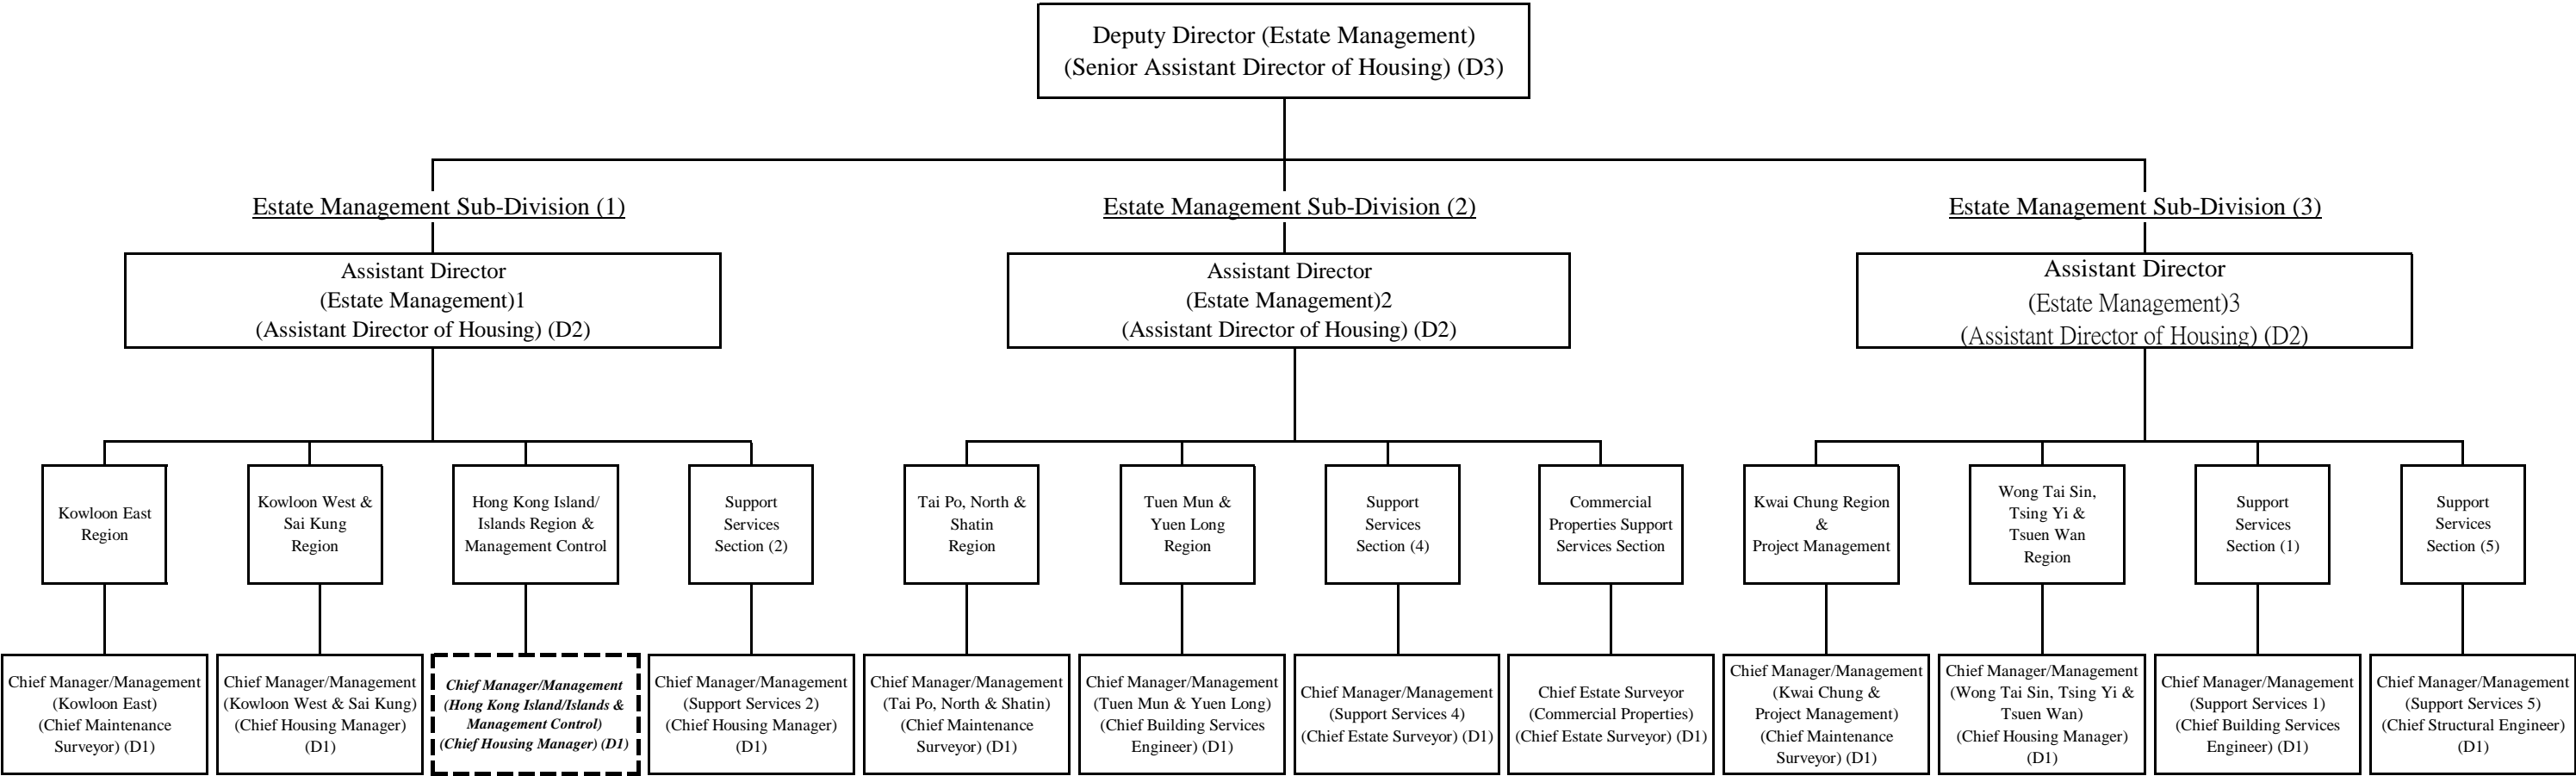 Deputy Director (Estate Management)
(Senior Assistant Director of Housing) (D3)
Estate Management Sub-Division (1)
Estate Management Sub-Division (2)
Estate Management Sub-Division (3)
Assistant Director
(Estate Management)1
(Assistant Director of Housing) (D2)
Assistant Director
(Estate Management)2
(Assistant Director of Housing) (D2)
Assistant Director
(Estate Management)3
(Assistant Director of Housing) (D2)
Kowloon East
Region
Kowloon West &
Sai Kung
Region
Hong Kong Island/
Islands Region &
Management Control
Support
Services
Section (2)
Tai Po, North &
Shatin
Region
Tuen Mun &
Yuen Long
Region
Support
Services
Section (4)
Commercial
Properties Support
Services Section
Kwai Chung Region
&
Project Management
Wong Tai Sin,
Tsing Yi &
Tsuen Wan
Region
Support
Services
Section (1)
Support
Services
Section (5)
Chief Manager/Management
(Kowloon East)
(Chief Maintenance
Surveyor) (D1)
Chief Manager/Management
(Kowloon West & Sai Kung)
(Chief Housing Manager)
(D1)
Chief Manager/Management
(Hong Kong Island/Islands &
Management Control)
(Chief Housing Manager) (D1)
Chief Manager/Management
(Support Services 2)
(Chief Housing Manager)
(D1)
Chief Manager/Management
(Tai Po, North & Shatin)
(Chief Maintenance
Surveyor) (D1)
Chief Manager/Management
(Tuen Mun & Yuen Long)
(Chief Building Services
Engineer) (D1)
Chief Manager/Management
(Support Services 4)
(Chief Estate Surveyor) (D1)
Chief Estate Surveyor
(Commercial Properties)
(Chief Estate Surveyor) (D1)
Chief Manager/Management
(Kwai Chung &
Project Management)
(Chief Maintenance
Surveyor) (D1)
Chief Manager/Management
(Wong Tai Sin, Tsing Yi &
Tsuen Wan)
(Chief Housing Manager)
(D1)
Chief Manager/Management
(Support Services 1)
(Chief Building Services
Engineer) (D1)
Chief Manager/Management
(Support Services 5)
(Chief Structural Engineer)
(D1)